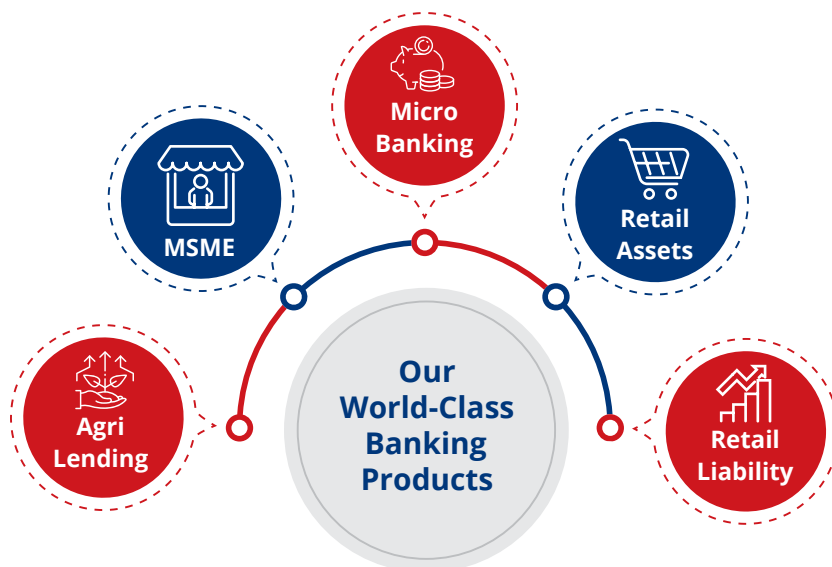 Micro
Banking
MSME
Retail
Assets
Agri
Lending
Our
World-Class
Banking
Products
Retail
Liability